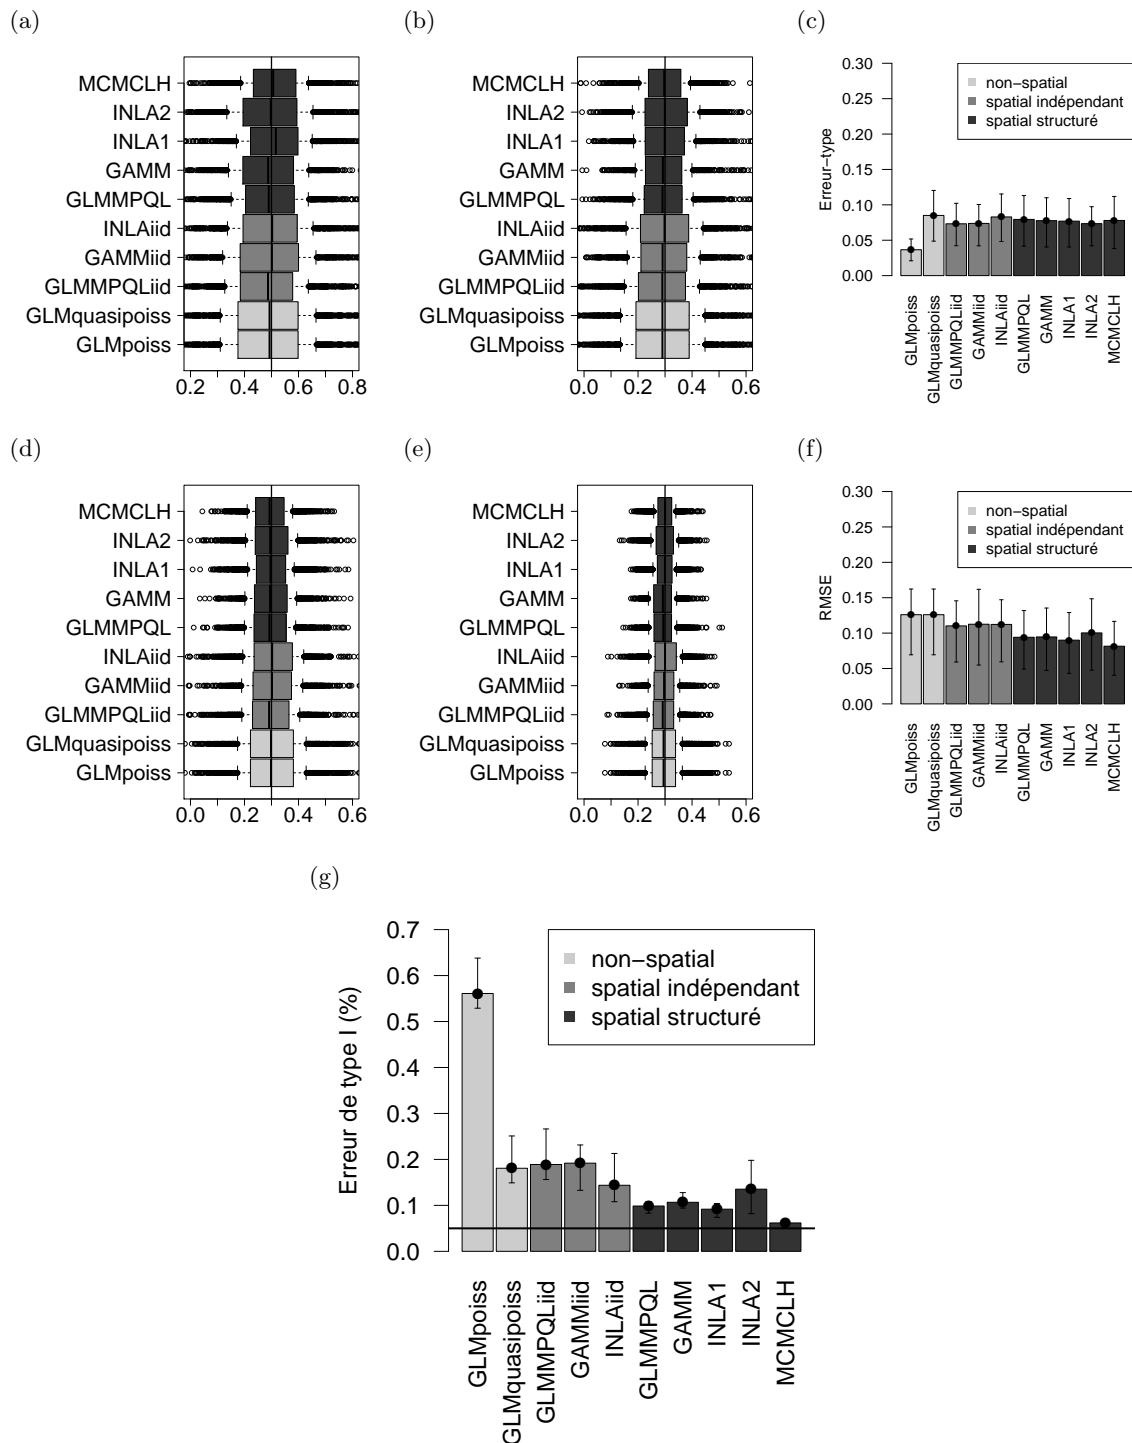 (a)
MCMCLH
INLA2
INLA1
GAMM
GLMMPQL
INLAiid
GAMMiid
GLMMPQLiid
GLMquasipoiss
GLMpoiss
0.2 0.4 0.6 0.8
(b)
MCMCLH
INLA2
INLA1
GAMM
GLMMPQL
INLAiid
GAMMiid
GLMMPQLiid
GLMquasipoiss
GLMpoiss
0.0 0.2 0.4 0.6
(c)
Erreur−type
0.30
0.25
0.20
0.15
0.10
0.05
0.00
non−spatial
spatial indépendant
spatial structuré
GLMpoiss
GLMquasipoiss
GLMMPQLiid
GAMMiid
INLAiid
GLMMPQL
GAMM
INLA1
INLA2
MCMCLH
(d)
MCMCLH
INLA2
INLA1
GAMM
GLMMPQL
INLAiid
GAMMiid
GLMMPQLiid
GLMquasipoiss
GLMpoiss
0.0 0.2 0.4 0.6
(e)
MCMCLH
INLA2
INLA1
GAMM
GLMMPQL
INLAiid
GAMMiid
GLMMPQLiid
GLMquasipoiss
GLMpoiss
0.0 0.2 0.4 0.6
(f)
RMSE
0.30
0.25
0.20
0.15
0.10
0.05
0.00
non−spatial
spatial indépendant
spatial structuré
GLMpoiss
GLMquasipoiss
GLMMPQLiid
GAMMiid
INLAiid
GLMMPQL
GAMM
INLA1
INLA2
MCMCLH
(g)
Erreur de type I (%)
0.7
0.6
0.5
0.4
0.3
0.2
0.1
0.0
non−spatial
spatial indépendant
spatial structuré
GLMpoiss
GLMquasipoiss
GLMMPQLiid
GAMMiid
INLAiid
GLMMPQL
GAMM
INLA1
INLA2
MCMCLH